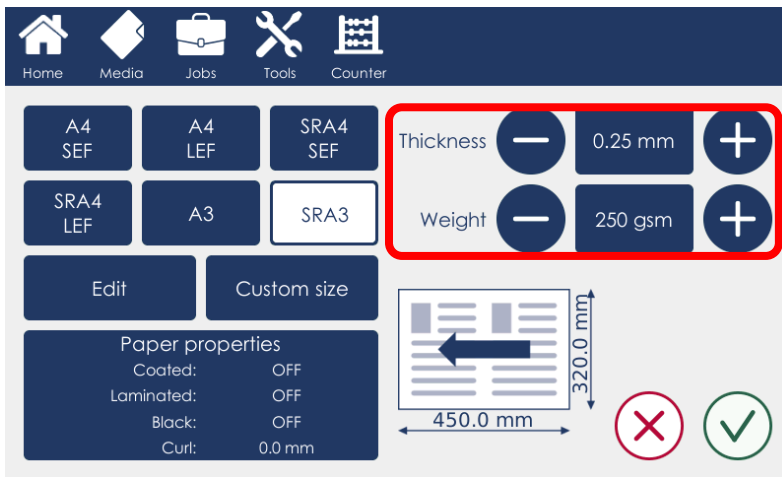 Home Media Jobs Tools Counter
A4
SEF
A4
LEF
SRA4
SEF
Thickness 0.25 mm
SRA4
LEF
A3
SRA3
Weight 250 gsm
Edit
Custom size
Paper properties
Coated: OFF
Laminated: OFF
Black: OFF
Curl: 0.0 mm
320.0 mm
450.0 mm